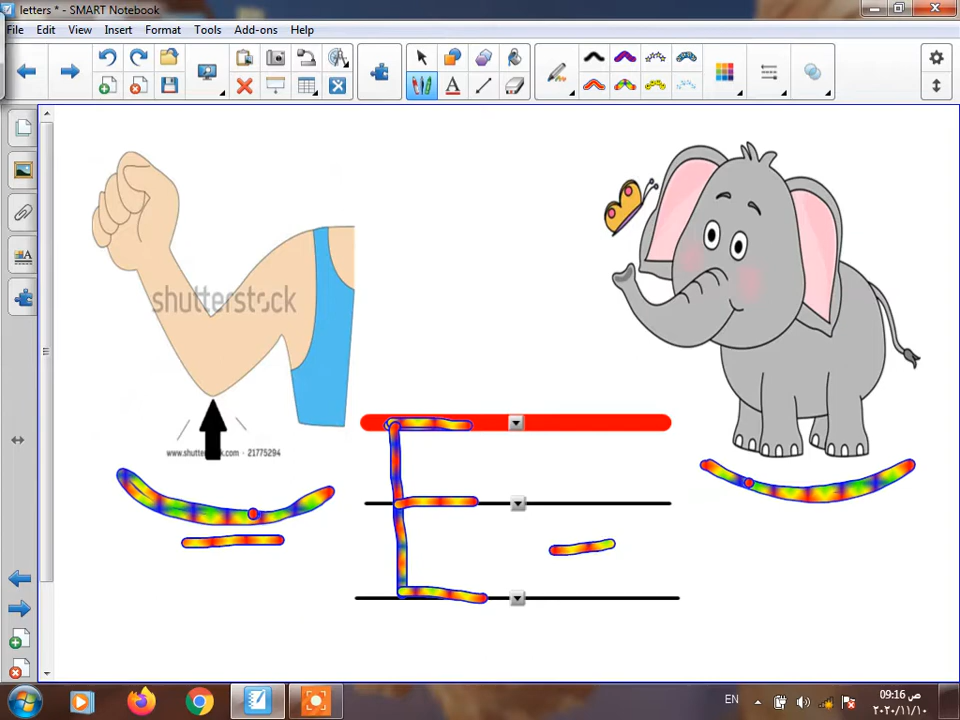 letters * - SMART Notebook
File Edit View Insert Format Tools Add-ons Help
shutterstock
www.shutterstock.com · 21775294
E
EN
09:16 ص
٢٠٢٠/١١/١٠